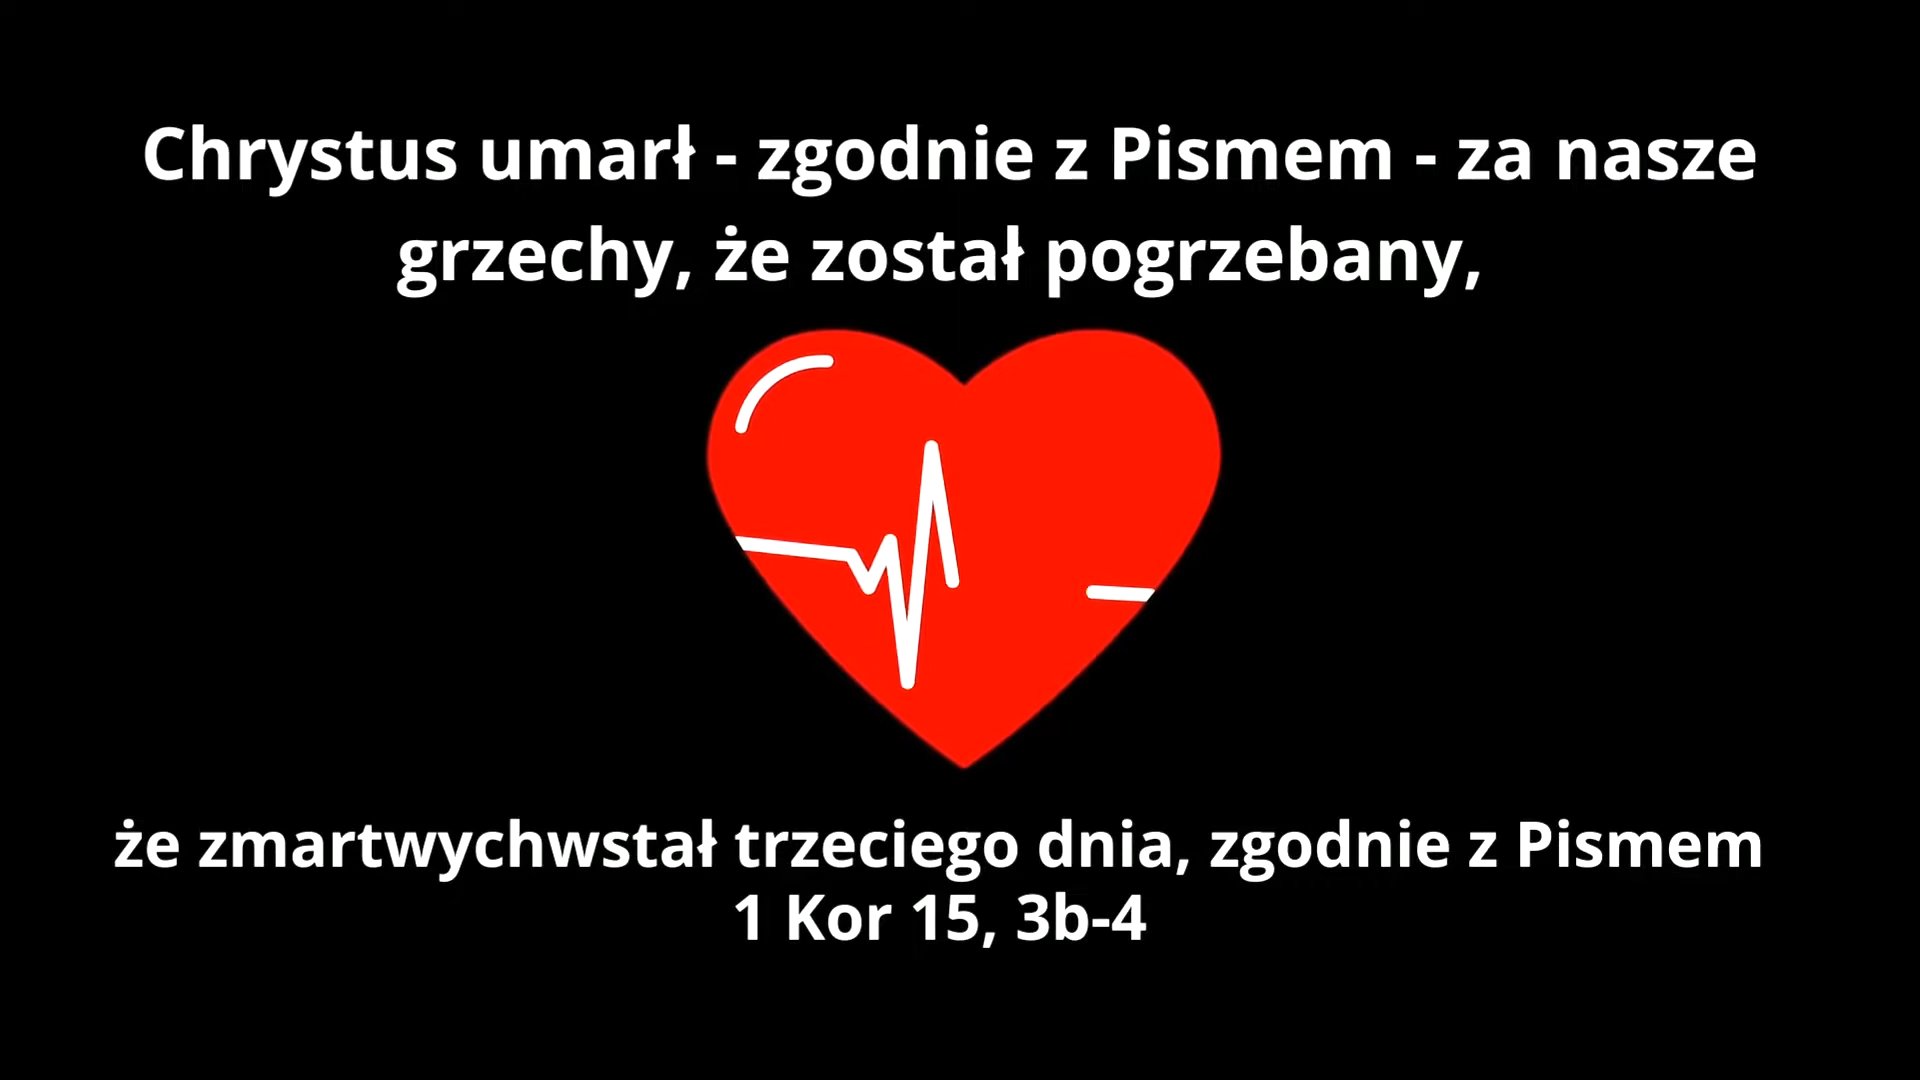 Chrystus umarł - zgodnie z Pismem - za nasze
grzechy, że został pogrzebany,
że zmartwychwstał trzeciego dnia, zgodnie z Pismem
1 Kor 15, 3b-4